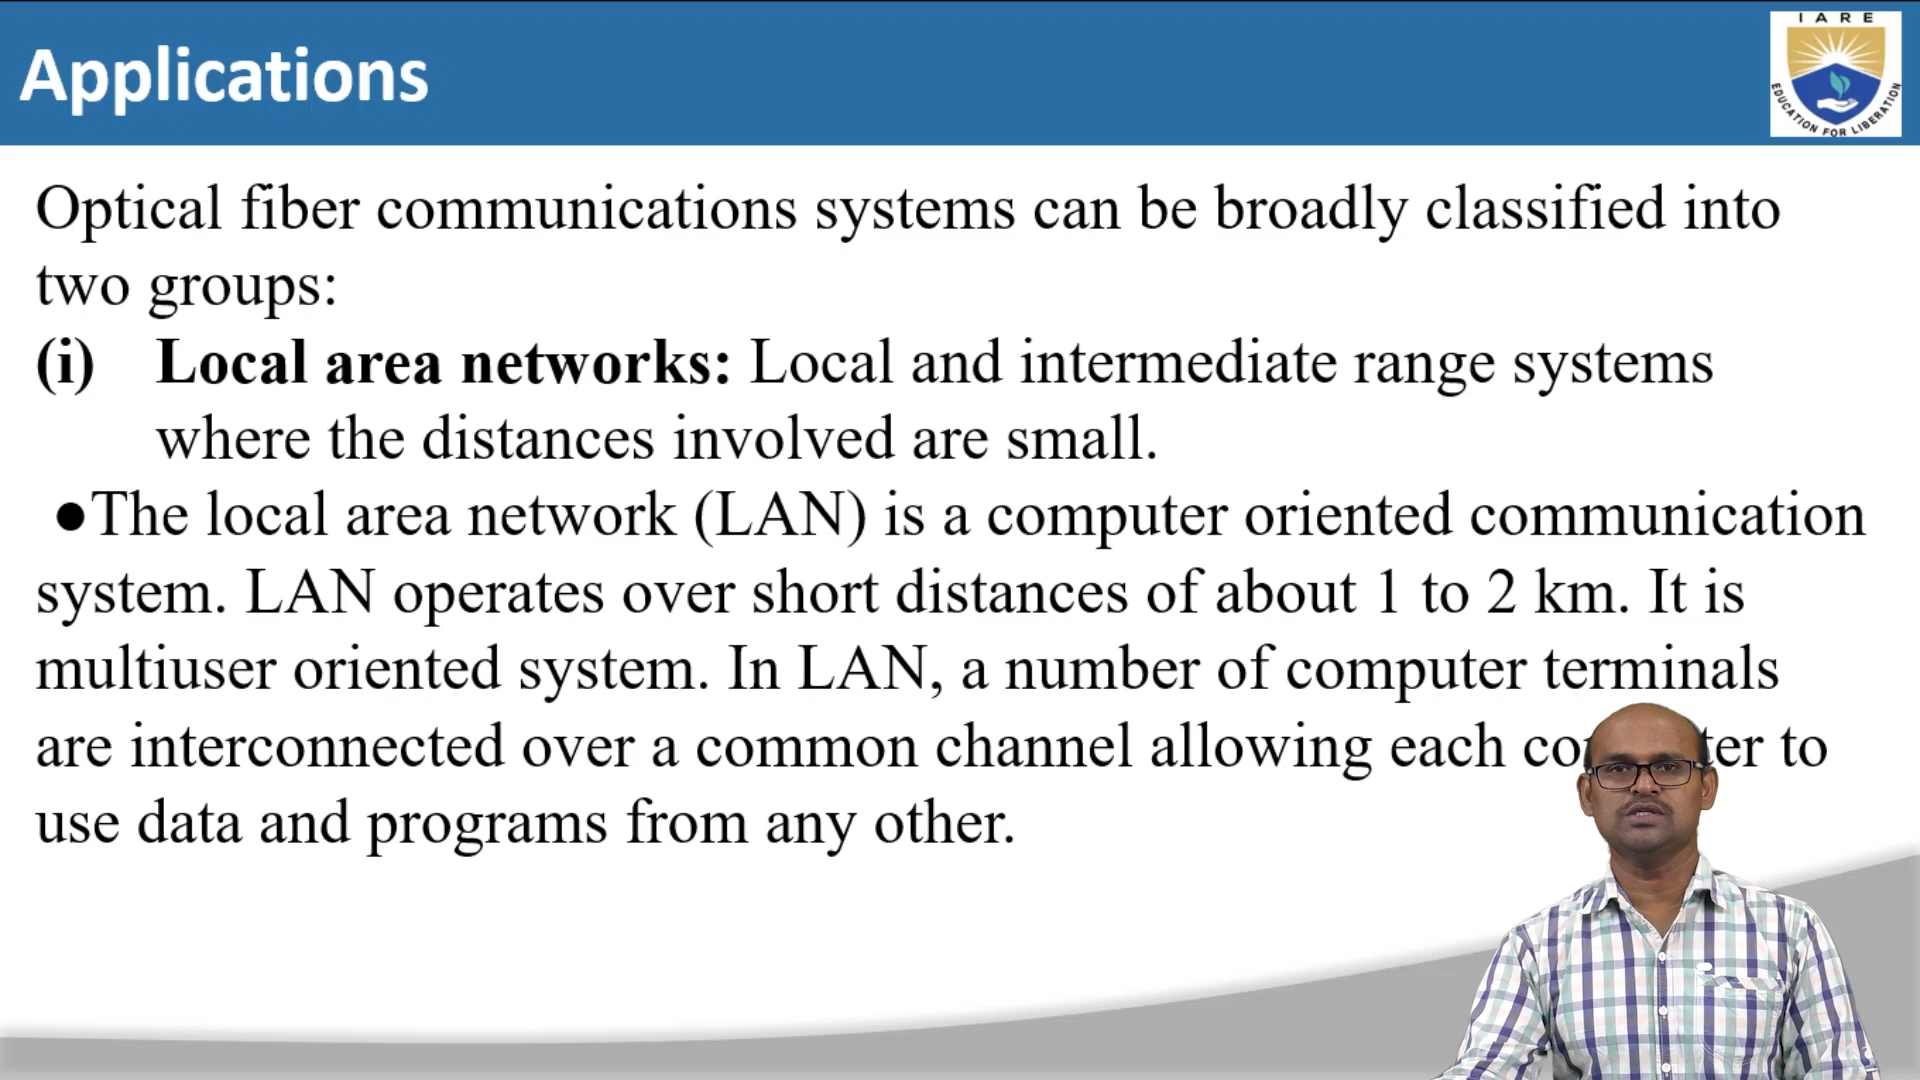 Applications
IARE
EDUCATION FOR LIBERATION
Optical fiber communications systems can be broadly classified into
two groups:
(i) Local area networks: Local and intermediate range systems
where the distances involved are small.
●The local area network (LAN) is a computer oriented communication
system. LAN operates over short distances of about 1 to 2 km. It is
multiuser oriented system. In LAN, a number of computer terminals
are interconnected over a common channel allowing each to
use data and programs from any other.